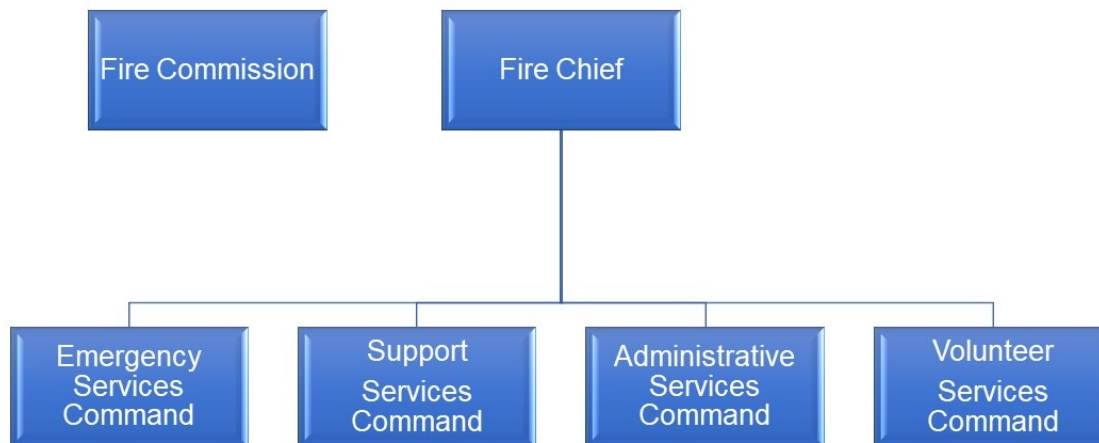 Fire Commission
Fire Chief
Emergency
Services
Command
Support
Services
Command
Administrative
Services
Command
Volunteer
Services
Command